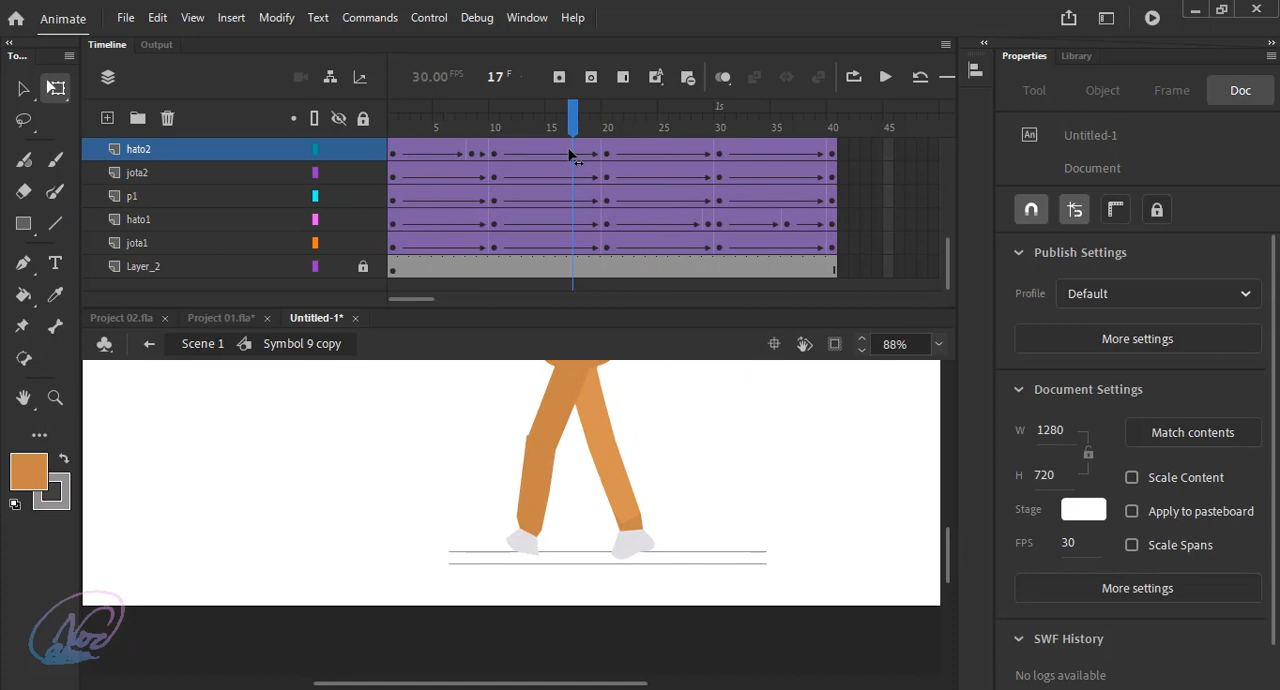 Animate File Edit View Insert Modify Text Commands Control Debug Window Help
To...
Timeline Output
30.00 FPS 17 F
1s
5 10 15 20 25 30 35 40 45
hato2
jota2
p1
hato1
jota1
Layer_2
Project 02.fla × Project 01.fla* × Untitled-1* ×
Scene 1 Symbol 9 copy 88%
Noz
Properties Library
Tool Object Frame Doc
An Untitled-1
Document
Publish Settings
Profile Default
More settings
Document Settings
W 1280 Match contents
H 720 Scale Content
Stage Apply to pasteboard
FPS 30 Scale Spans
More settings
SWF History
No logs available